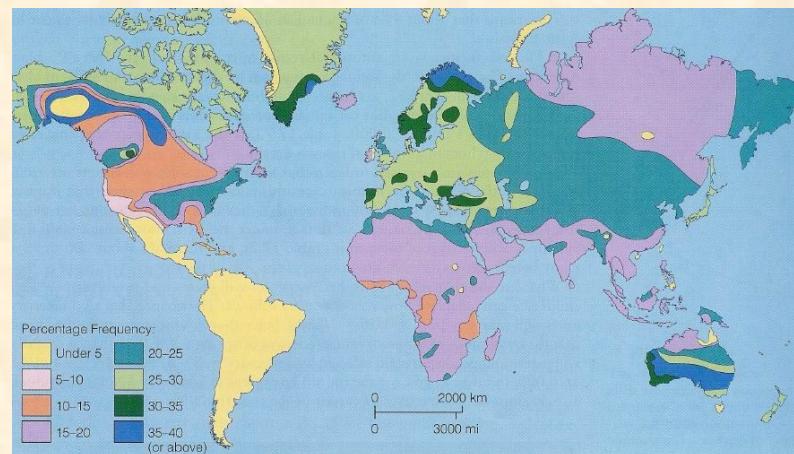 Percentage Frequency:
Under 5
5–10
10–15
15–20
20–25
25–30
30–35
35–40
(or above)
0 2000 km
0 3000 mi